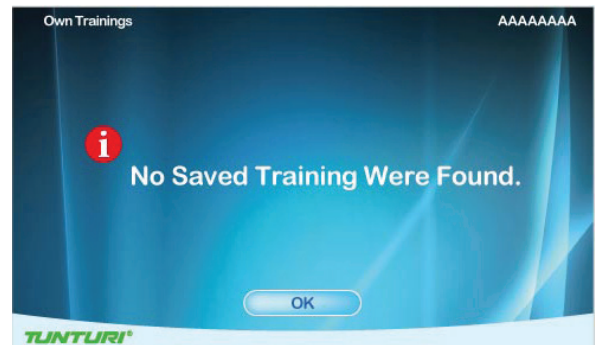 Own Trainings
AAAAAAAA
i
No Saved Training Were Found.
OK
TUNTURI®